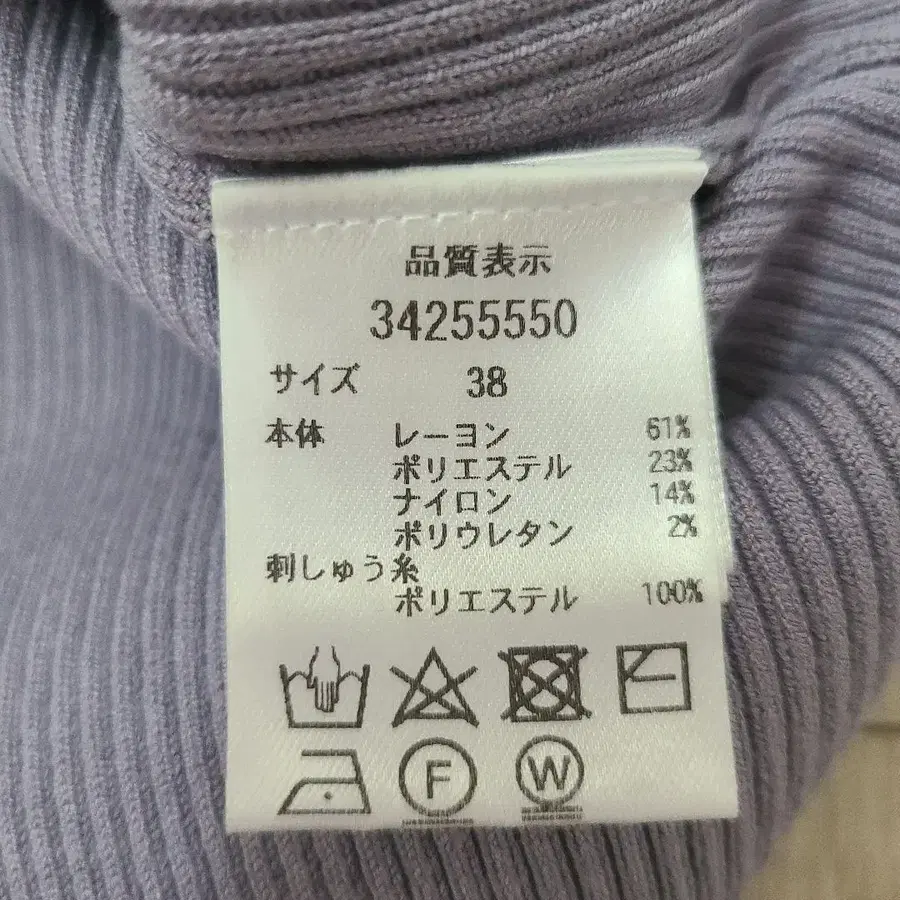 品質表示
34255550
サイズ 38
本体 レーヨン 61%
ポリエステル 23%
ナイロン 14%
ポリウレタン 2%
刺しゅう糸
ポリエステル 100%
F W